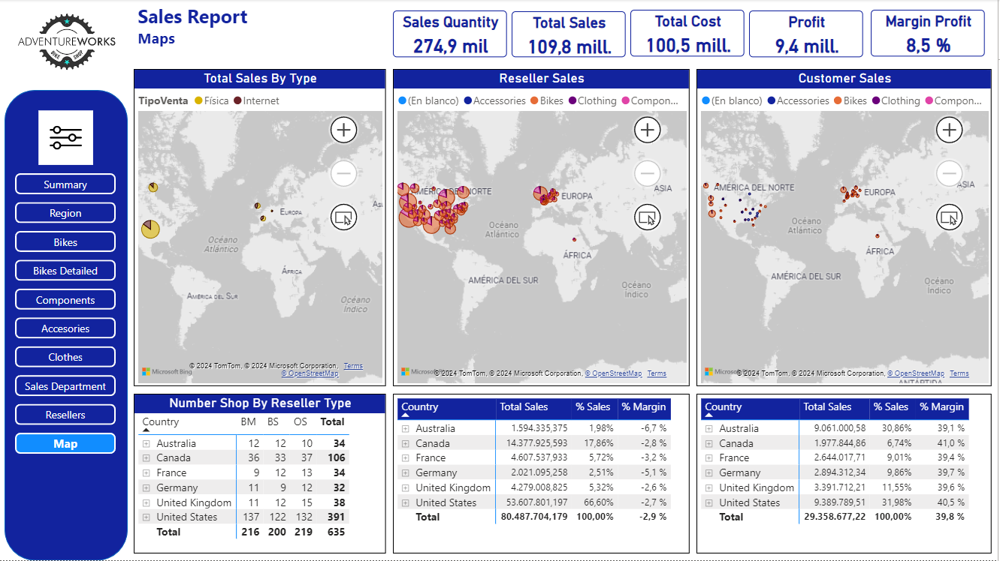 ADVENTUREWORKS
BIKE SHOP
Sales Report
Maps
Sales Quantity
274,9 mil
Total Sales
109,8 mill.
Total Cost
100,5 mill.
Profit
9,4 mill.
Margin Profit
8,5 %
Summary
Region
Bikes
Bikes Detailed
Components
Accesories
Clothes
Sales Department
Resellers
Map
Total Sales By Type
TipoVenta Física Internet
EUROPA
Océano
Atlántico
ÁFRICA
AMÉRICA DEL SUR
Océano
Índico
Microsoft Bing
© 2024 TomTom, © 2024 Microsoft Corporation, Terms
© OpenStreetMap
Reseller Sales
(En blanco) Accessories Bikes Clothing Compon...
AMÉRICA DEL NORTE
ASIA
EUROPA
Océano
Atlántico
ÁFRICA
AMÉRICA DEL SUR
Océano
Índico
© 2024 TomTom, © 2024 Microsoft Corporation, © OpenStreetMap Terms
Customer Sales
(En blanco) Accessories Bikes Clothing Compon...
AMÉRICA DEL NORTE
ASIA
EUROPA
Océano
Atlántico
ÁFRICA
AMÉRICA DEL SUR
Océano
Índico
© 2024 TomTom, © 2024 Microsoft Corporation, © OpenStreetMap Terms
Number Shop By Reseller Type
Country BM BS OS Total
Australia 12 12 10 34
Canada 36 33 37 106
France 9 12 13 34
Germany 11 9 12 32
United Kingdom 11 12 15 38
United States 137 122 132 391
Total 216 200 219 635
Country Total Sales % Sales % Margin
Australia 1.594.335,375 1,98% -6,7 %
Canada 14.377.925,593 17,86% -2,8 %
France 4.607.537,933 5,72% -3,2 %
Germany 2.021.095,258 2,51% -5,1 %
United Kingdom 4.279.008,825 5,32% -2,6 %
United States 53.607.801,197 66,60% -2,7 %
Total 80.487.704,179 100,00% -2,9 %
Country Total Sales % Sales % Margin
Australia 9.061.000,58 30,86% 39,1 %
Canada 1.977.844,86 6,74% 41,0 %
France 2.644.017,71 9,01% 39,4 %
Germany 2.894.312,34 9,86% 39,7 %
United Kingdom 3.391.712,21 11,55% 39,6 %
United States 9.389.789,51 31,98% 40,5 %
Total 29.358.677,22 100,00% 39,8 %